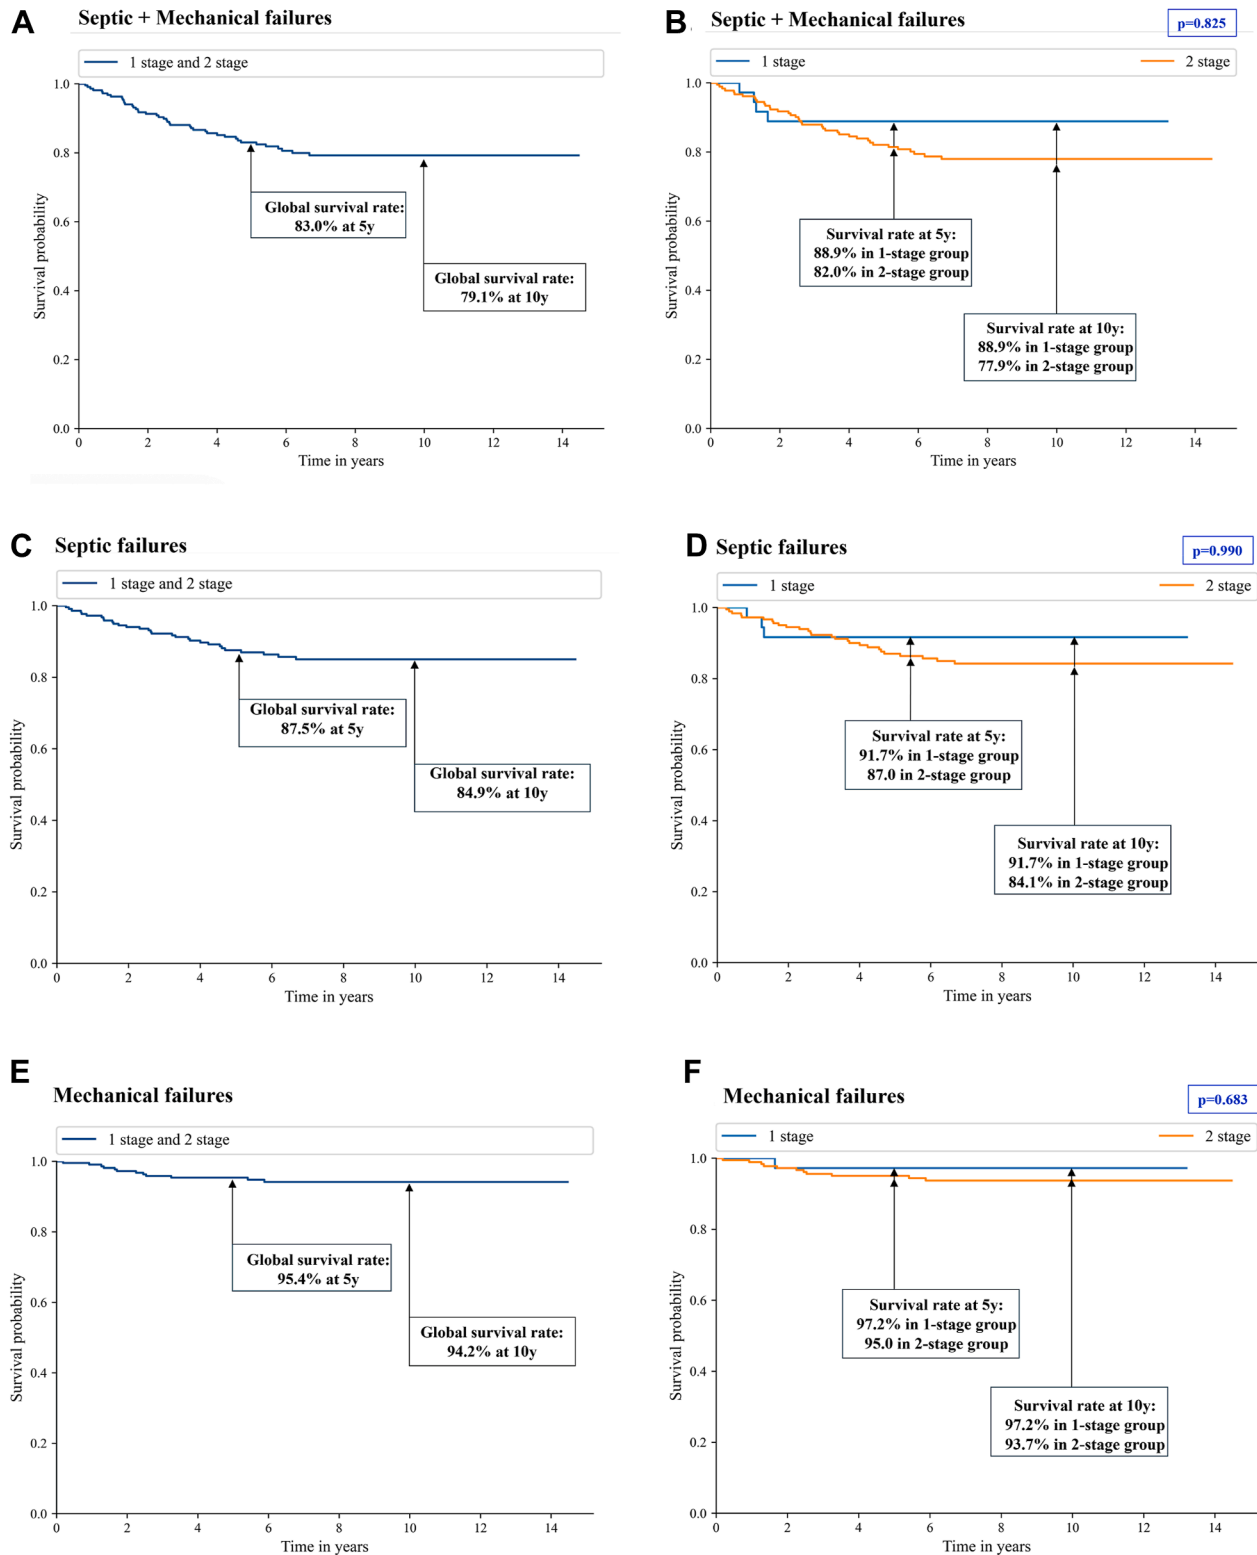 A
Septic + Mechanical failures
1 stage and 2 stage
1.0
0.8
0.6
0.4
0.2
0.0
Survival probability
Global survival rate:
83.0% at 5y
Global survival rate:
79.1% at 10y
0 2 4 6 8 10 12 14
Time in years
B
Septic + Mechanical failures
p=0.825
1 stage
2 stage
1.0
0.8
0.6
0.4
0.2
0.0
Survival probability
Survival rate at 5y:
88.9% in 1-stage group
82.0% in 2-stage group
Survival rate at 10y:
88.9% in 1-stage group
77.9% in 2-stage group
0 2 4 6 8 10 12 14
Time in years
C
Septic failures
1 stage and 2 stage
1.0
0.8
0.6
0.4
0.2
0.0
Survival probability
Global survival rate:
87.5% at 5y
Global survival rate:
84.9% at 10y
0 2 4 6 8 10 12 14
Time in years
D
Septic failures
p=0.990
1 stage
2 stage
1.0
0.8
0.6
0.4
0.2
0.0
Survival probability
Survival rate at 5y:
91.7% in 1-stage group
87.0 in 2-stage group
Survival rate at 10y:
91.7% in 1-stage group
84.1% in 2-stage group
0 2 4 6 8 10 12 14
Time in years
E
Mechanical failures
1 stage and 2 stage
1.0
0.8
0.6
0.4
0.2
0.0
Survival probability
Global survival rate:
95.4% at 5y
Global survival rate:
94.2% at 10y
0 2 4 6 8 10 12 14
Time in years
F
Mechanical failures
p=0.683
1 stage
2 stage
1.0
0.8
0.6
0.4
0.2
0.0
Survival probability
Survival rate at 5y:
97.2% in 1-stage group
95.0 in 2-stage group
Survival rate at 10y:
97.2% in 1-stage group
93.7% in 2-stage group
0 2 4 6 8 10 12 14
Time in years